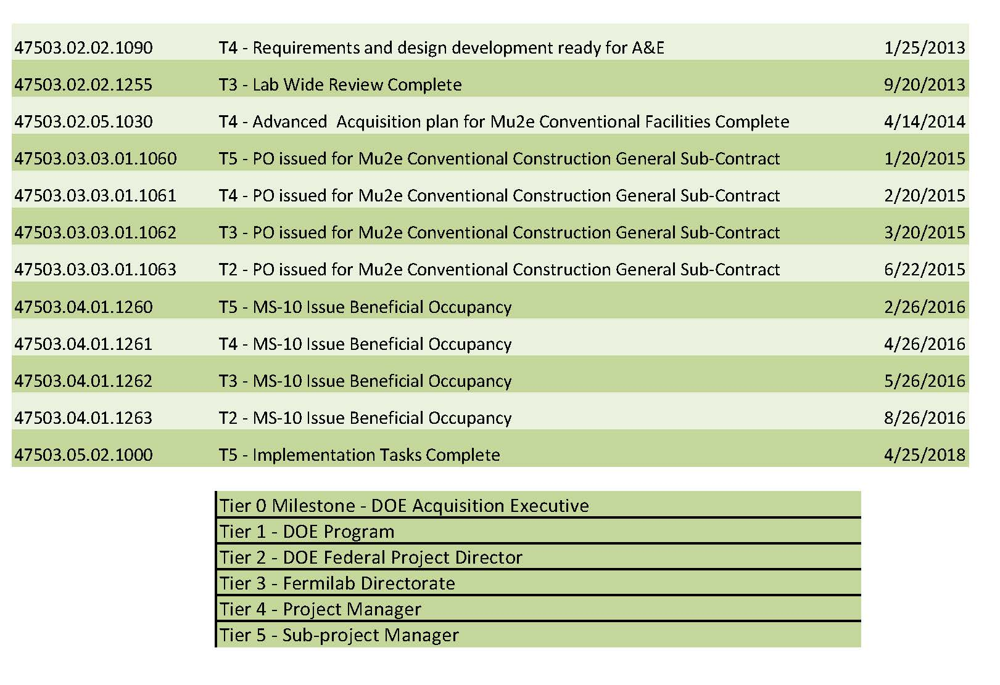 47503.02.02.1090 T4 - Requirements and design development ready for A&E 1/25/2013
47503.02.02.1255 T3 - Lab Wide Review Complete 9/20/2013
47503.02.05.1030 T4 - Advanced  Acquisition plan for Mu2e Conventional Facilities Complete 4/14/2014
47503.03.03.01.1060 T5 - PO issued for Mu2e Conventional Construction General Sub-Contract 1/20/2015
47503.03.03.01.1061 T4 - PO issued for Mu2e Conventional Construction General Sub-Contract 2/20/2015
47503.03.03.01.1062 T3 - PO issued for Mu2e Conventional Construction General Sub-Contract 3/20/2015
47503.03.03.01.1063 T2 - PO issued for Mu2e Conventional Construction General Sub-Contract 6/22/2015
47503.04.01.1260 T5 - MS-10 Issue Beneficial Occupancy 2/26/2016
47503.04.01.1261 T4 - MS-10 Issue Beneficial Occupancy 4/26/2016
47503.04.01.1262 T3 - MS-10 Issue Beneficial Occupancy 5/26/2016
47503.04.01.1263 T2 - MS-10 Issue Beneficial Occupancy 8/26/2016
47503.05.02.1000 T5 - Implementation Tasks Complete 4/25/2018
Tier 0 Milestone - DOE Acquisition Executive
Tier 1 - DOE Program
Tier 2 - DOE Federal Project Director
Tier 3 - Fermilab Directorate
Tier 4 - Project Manager
Tier 5 - Sub-project Manager